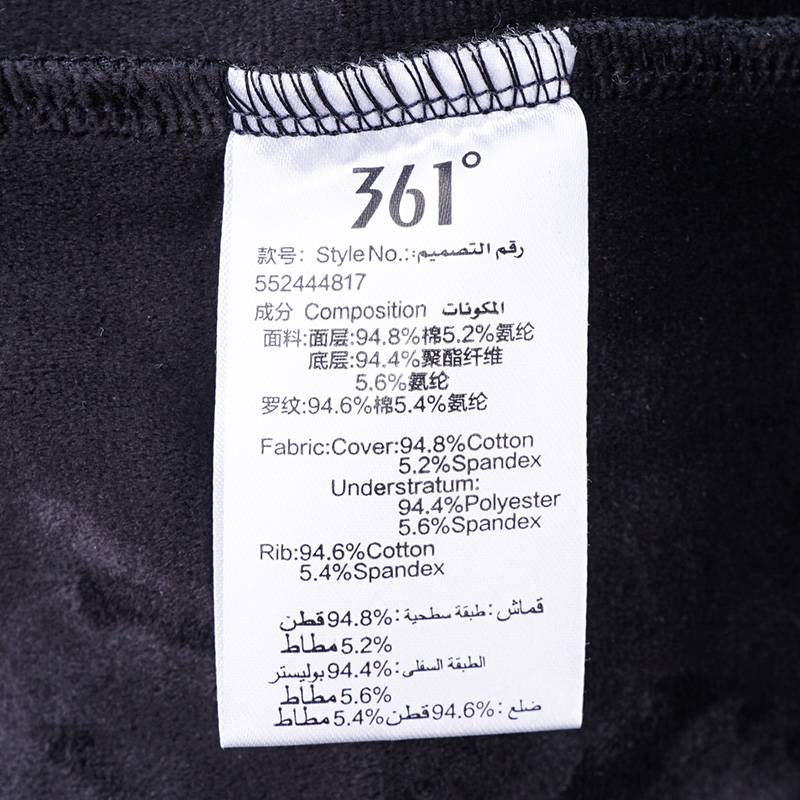 361°
款号: Style No.: رقم التصميم:
552444817
成分 Composition المكونات
面料:面层:94.8%棉5.2%氨纶
底层:94.4%聚酯纤维
5.6%氨纶
罗纹:94.6%棉5.4%氨纶
Fabric:Cover:94.8%Cotton
5.2%Spandex
Understratum:
94.4%Polyester
5.6%Spandex
Rib:94.6%Cotton
5.4%Spandex
قماش: طبقة سطحية: 94.8%قطن
5.2%مطاط
الطبقة السفلى: 94.4%بوليستر
5.6%مطاط
ضلع: 94.6%قطن5.4%مطاط